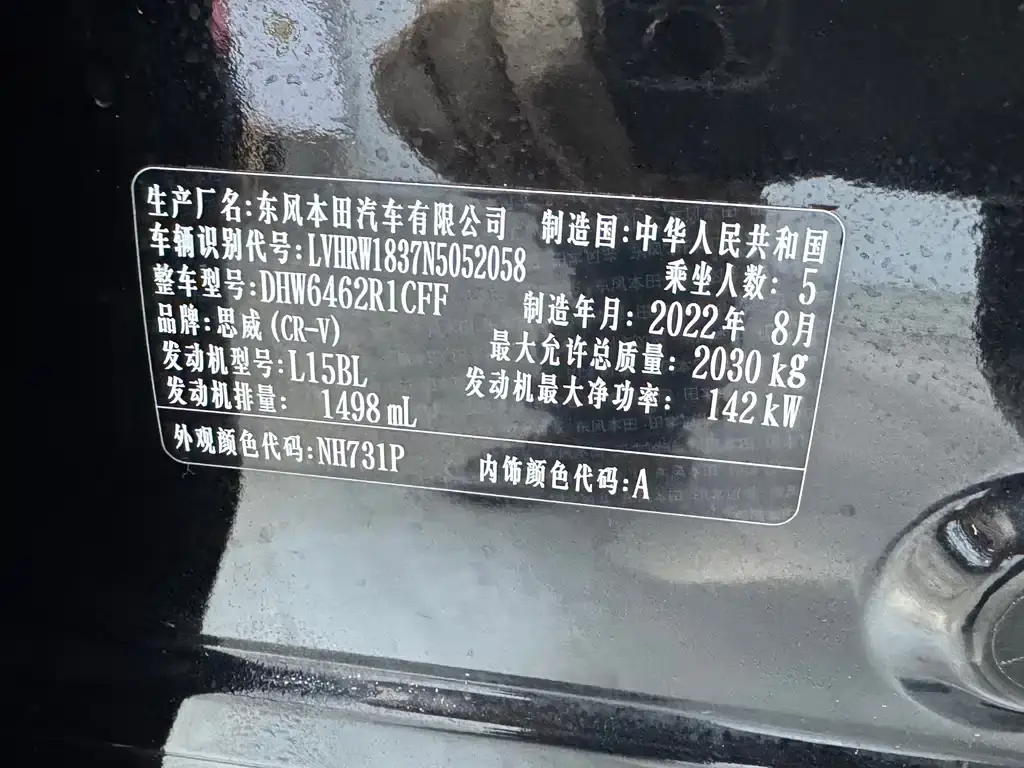 生产厂名:东风本田汽车有限公司 制造国:中华人民共和国
车辆识别代号:LVHRW1837N5052058 乘坐人数: 5
整车型号:DHW6462R1CFF 制造年月: 2022年 8月
品牌:思威(CR-V) 最大允许总质量: 2030 kg
发动机型号:L15BL 发动机最大净功率: 142 kW
发动机排量: 1498 mL
外观颜色代码:NH731P 内饰颜色代码:A